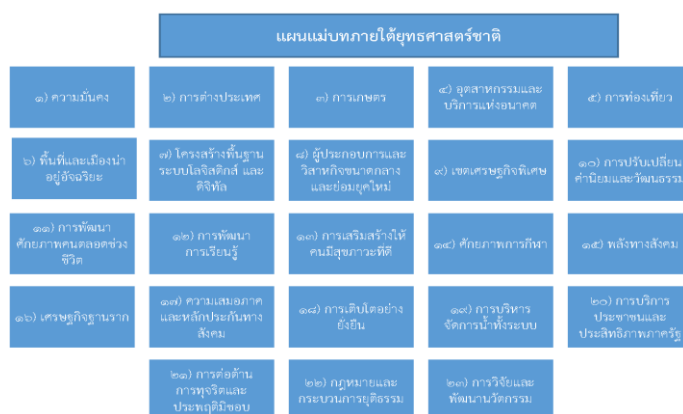 แผนแม่บทภายใต้ยุทธศาสตร์ชาติ
๑) ความมั่นคง
๒) การต่างประเทศ
๓) การเกษตร
๔) อุตสาหกรรมและ
บริการแห่งอนาคต
๕) การท่องเที่ยว
๖) พื้นที่และเมืองน่า
อยู่อัจฉริยะ
๗) โครงสร้างพื้นฐาน
ระบบโลจิสติกส์ และ
ดิจิทัล
๘) ผู้ประกอบการและ
วิสาหกิจขนาดกลาง
และย่อมยุคใหม่
๙) เขตเศรษฐกิจพิเศษ
๑๐) การปรับเปลี่ยน
ค่านิยมและวัฒนธรรม
๑๑) การพัฒนา
ศักยภาพคนตลอดช่วง
ชีวิต
๑๒) การพัฒนา
การเรียนรู้
๑๓) การเสริมสร้างให้
คนมีสุขภาวะที่ดี
๑๔) ศักยภาพการกีฬา
๑๕) พลังทางสังคม
๑๖) เศรษฐกิจฐานราก
๑๗) ความเสมอภาค
และหลักประกันทาง
สังคม
๑๘) การเติบโตอย่าง
ยั่งยืน
๑๙) การบริหาร
จัดการน้ำทั้งระบบ
๒๐) การบริการ
ประชาชนและ
ประสิทธิภาพภาครัฐ
๒๑) การต่อต้าน
การทุจริตและ
ประพฤติมิชอบ
๒๒) กฎหมายและ
กระบวนการยุติธรรม
๒๓) การวิจัยและ
พัฒนานวัตกรรม